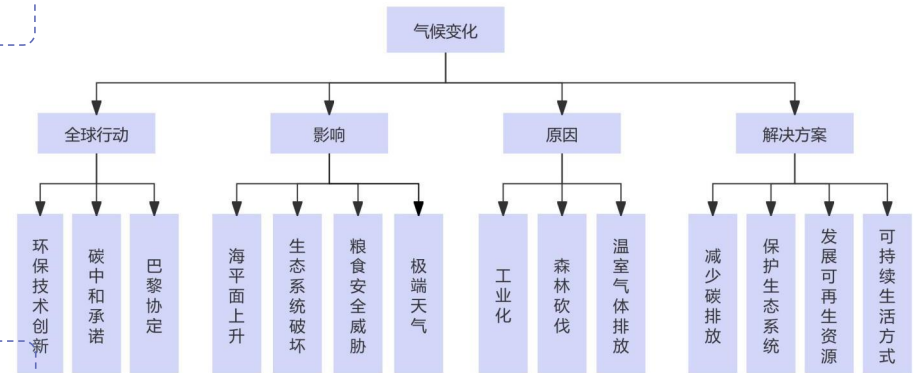 气候变化
全球行动
影响
原因
解决方案
环保技术创新
碳中和承诺
巴黎协定
海平面上升
生态系统破坏
粮食安全威胁
极端天气
工业化
森林砍伐
温室气体排放
减少碳排放
保护生态系统
发展可再生资源
可持续生活方式